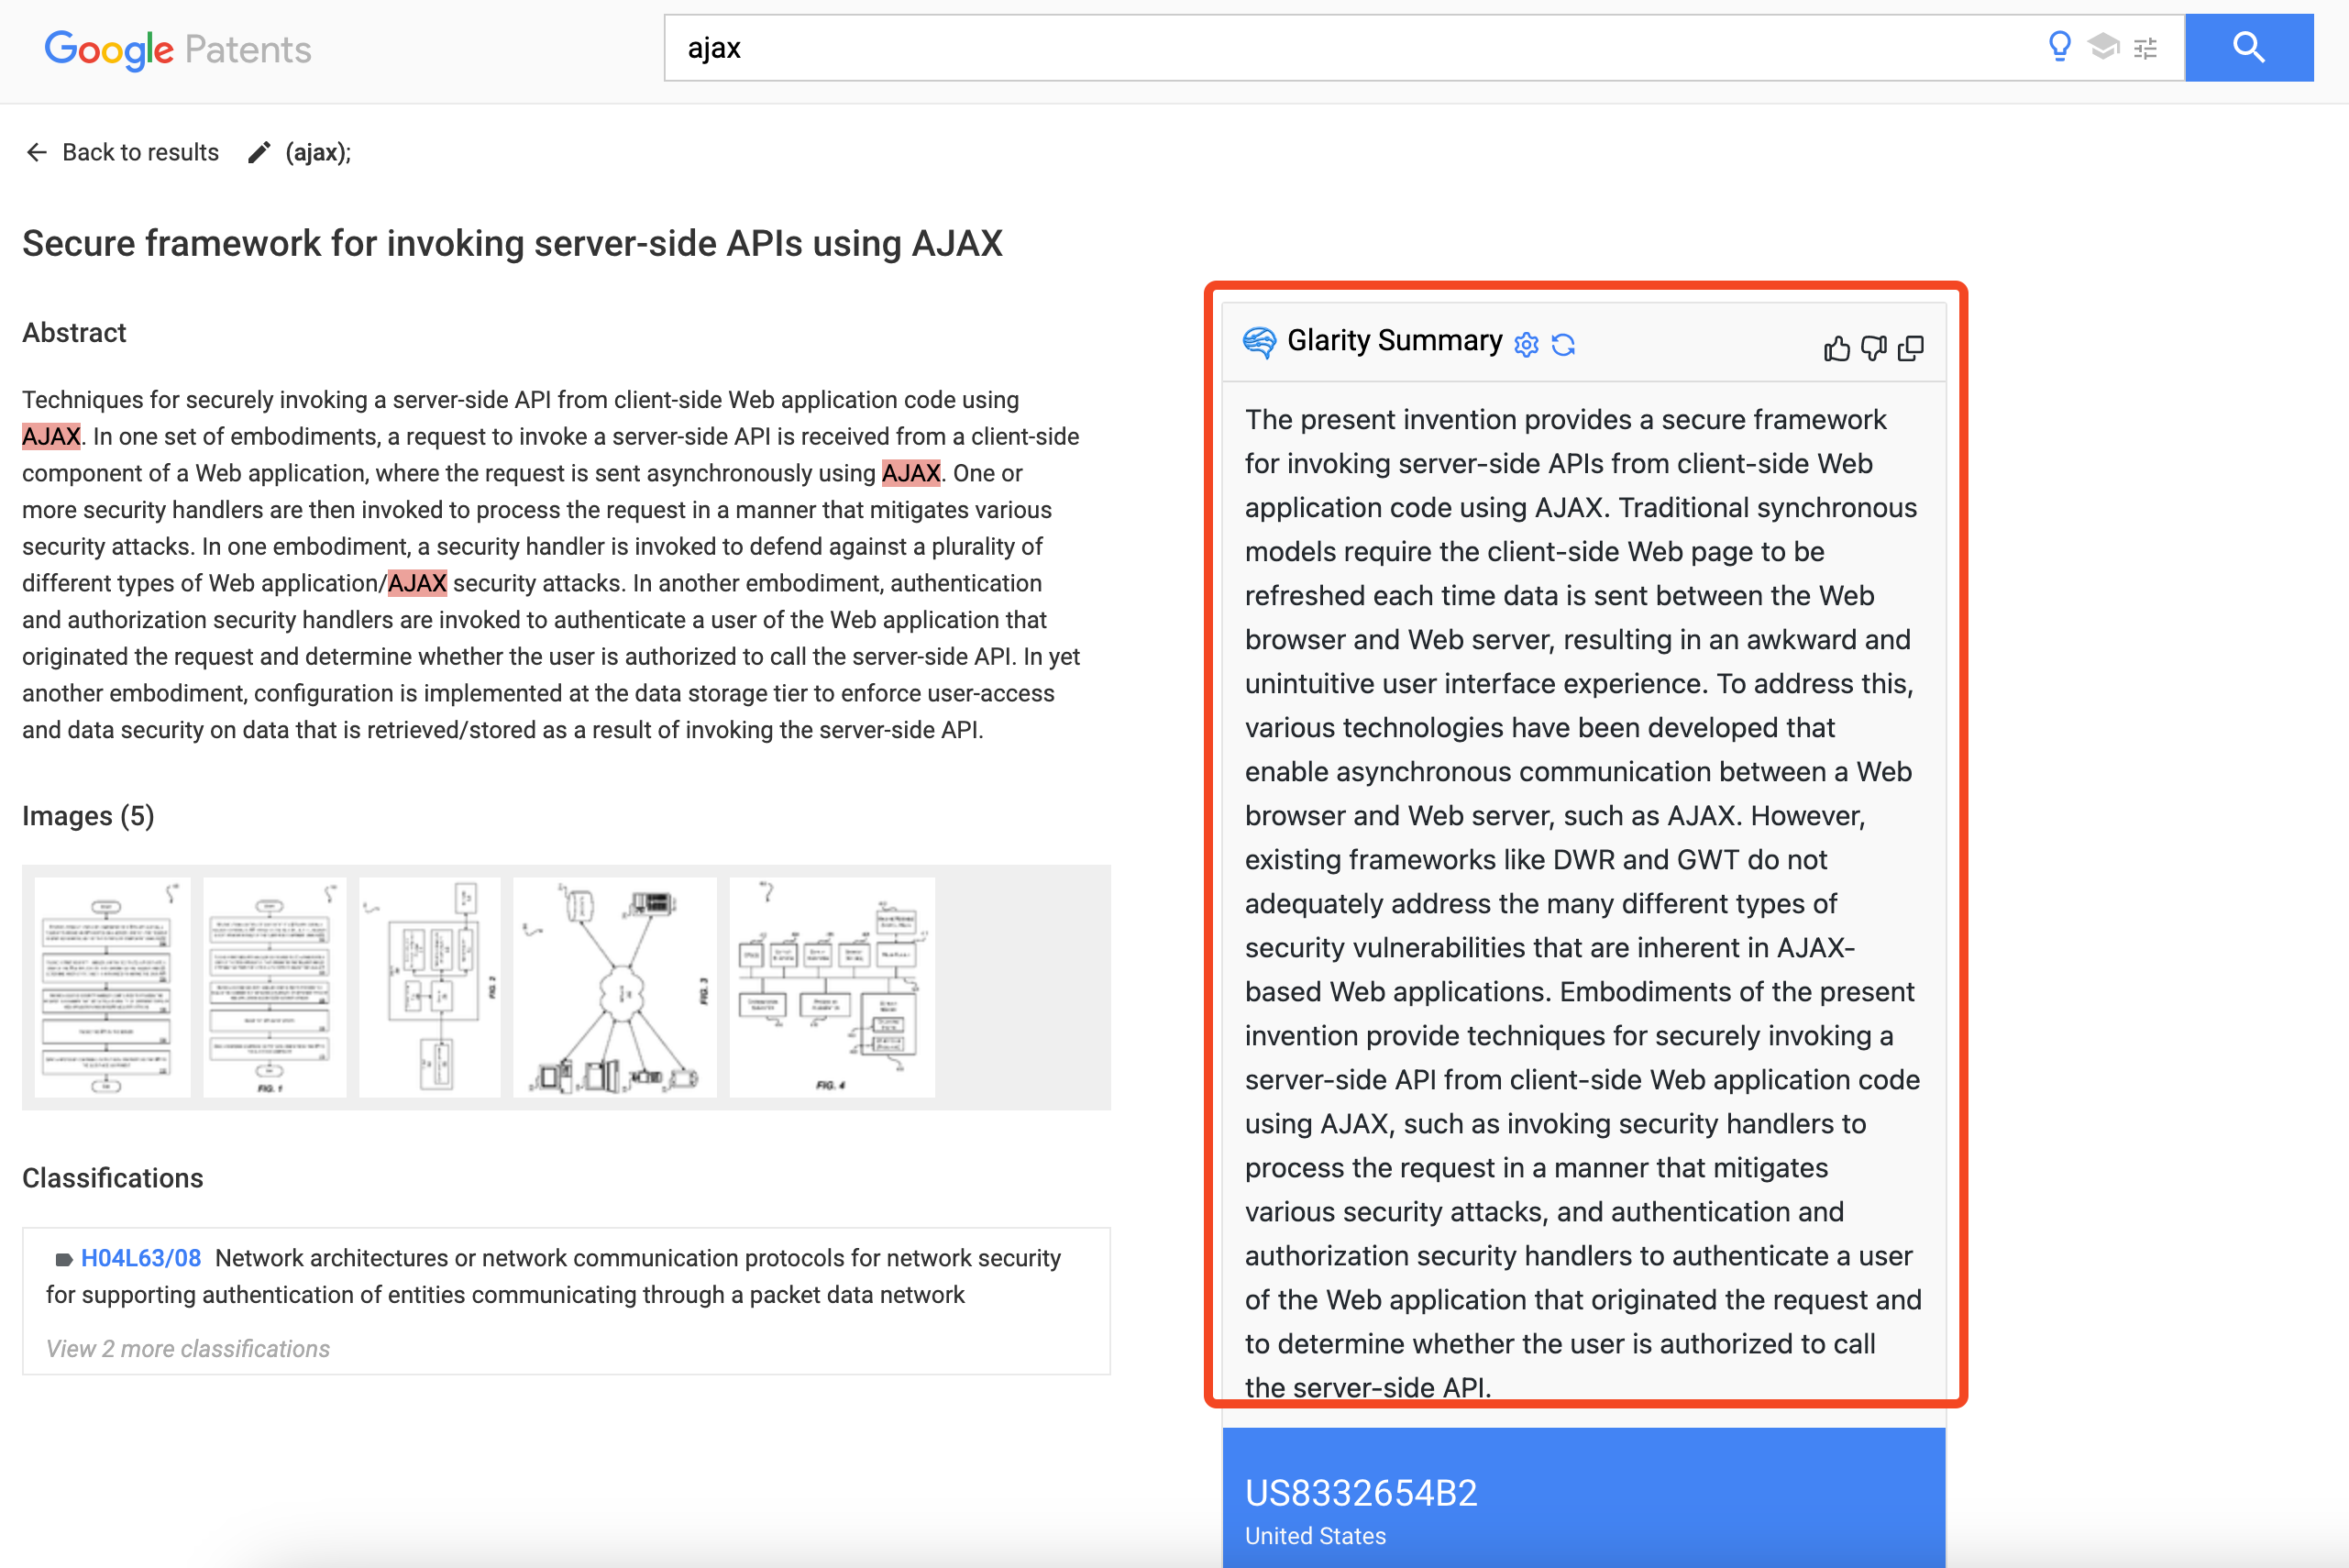 Google Patents
ajax
Back to results
(ajax);
Secure framework for invoking server-side APIs using AJAX
Abstract
Techniques for securely invoking a server-side API from client-side Web application code using
AJAX. In one set of embodiments, a request to invoke a server-side API is received from a client-side
component of a Web application, where the request is sent asynchronously using AJAX. One or
more security handlers are then invoked to process the request in a manner that mitigates various
security attacks. In one embodiment, a security handler is invoked to defend against a plurality of
different types of Web application/AJAX security attacks. In another embodiment, authentication
and authorization security handlers are invoked to authenticate a user of the Web application that
originated the request and determine whether the user is authorized to call the server-side API. In yet
another embodiment, configuration is implemented at the data storage tier to enforce user-access
and data security on data that is retrieved/stored as a result of invoking the server-side API.
Images (5)
FIG. 1
FIG. 2
FIG. 3
FIG. 4
Classifications
H04L63/08 Network architectures or network communication protocols for network security
for supporting authentication of entities communicating through a packet data network
View 2 more classifications
Glarity Summary
The present invention provides a secure framework
for invoking server-side APIs from client-side Web
application code using AJAX. Traditional synchronous
models require the client-side Web page to be
refreshed each time data is sent between the Web
browser and Web server, resulting in an awkward and
unintuitive user interface experience. To address this,
various technologies have been developed that
enable asynchronous communication between a Web
browser and Web server, such as AJAX. However,
existing frameworks like DWR and GWT do not
adequately address the many different types of
security vulnerabilities that are inherent in AJAX-
based Web applications. Embodiments of the present
invention provide techniques for securely invoking a
server-side API from client-side Web application code
using AJAX, such as invoking security handlers to
process the request in a manner that mitigates
various security attacks, and authentication and
authorization security handlers to authenticate a user
of the Web application that originated the request and
to determine whether the user is authorized to call
the server-side API.
US8332654B2
United States